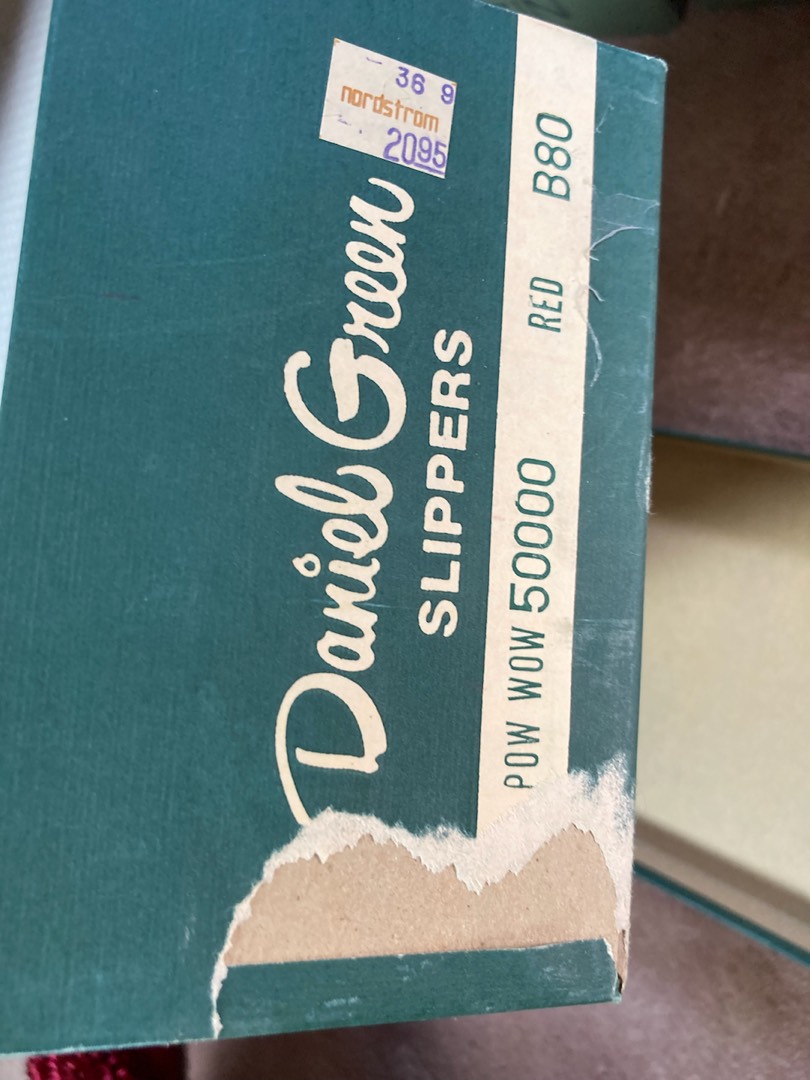 36 9
nordstrom
2095
Daniel Green
SLIPPERS
POW WOW 50000 RED B80